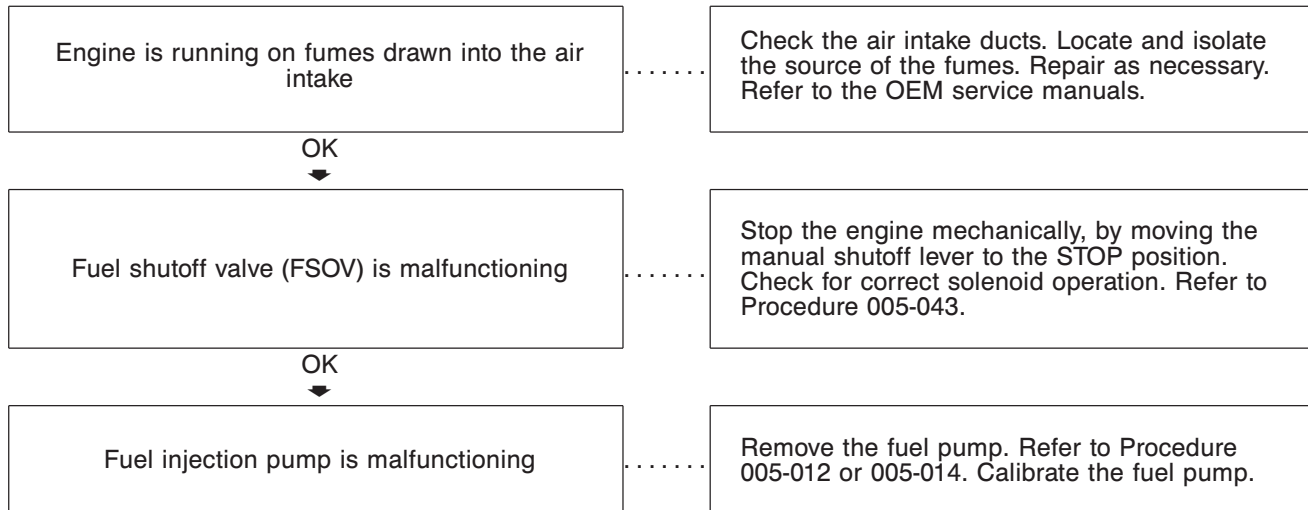 Engine is running on fumes drawn into the air
intake
. . . . . . .
Check the air intake ducts. Locate and isolate
the source of the fumes. Repair as necessary.
Refer to the OEM service manuals.
OK
Fuel shutoff valve (FSOV) is malfunctioning
. . . . . . .
Stop the engine mechanically, by moving the
manual shutoff lever to the STOP position.
Check for correct solenoid operation. Refer to
Procedure 005-043.
OK
Fuel injection pump is malfunctioning
. . . . . . .
Remove the fuel pump. Refer to Procedure
005-012 or 005-014. Calibrate the fuel pump.